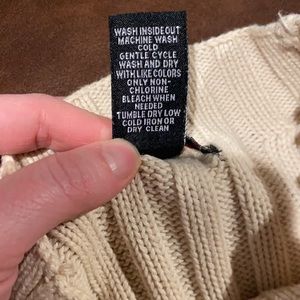 WASH INSIDE OUT
MACHINE WASH
COLD
GENTLE CYCLE
WASH AND DRY
WITH LIKE COLORS
ONLY NON-
CHLORINE
BLEACH WHEN
NEEDED
TUMBLE DRY LOW
COLD IRON OR
DRY CLEAN